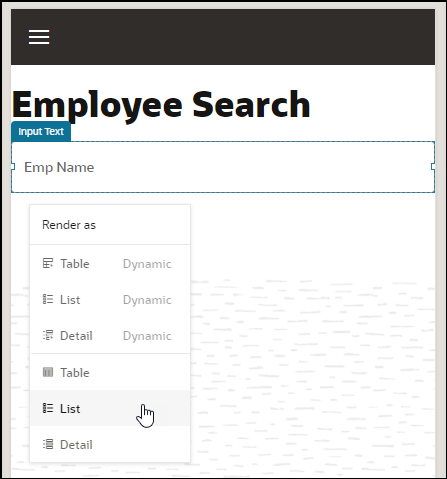 Employee Search
Input Text
Emp Name
Render as
Table Dynamic
List Dynamic
Detail Dynamic
Table
List
Detail